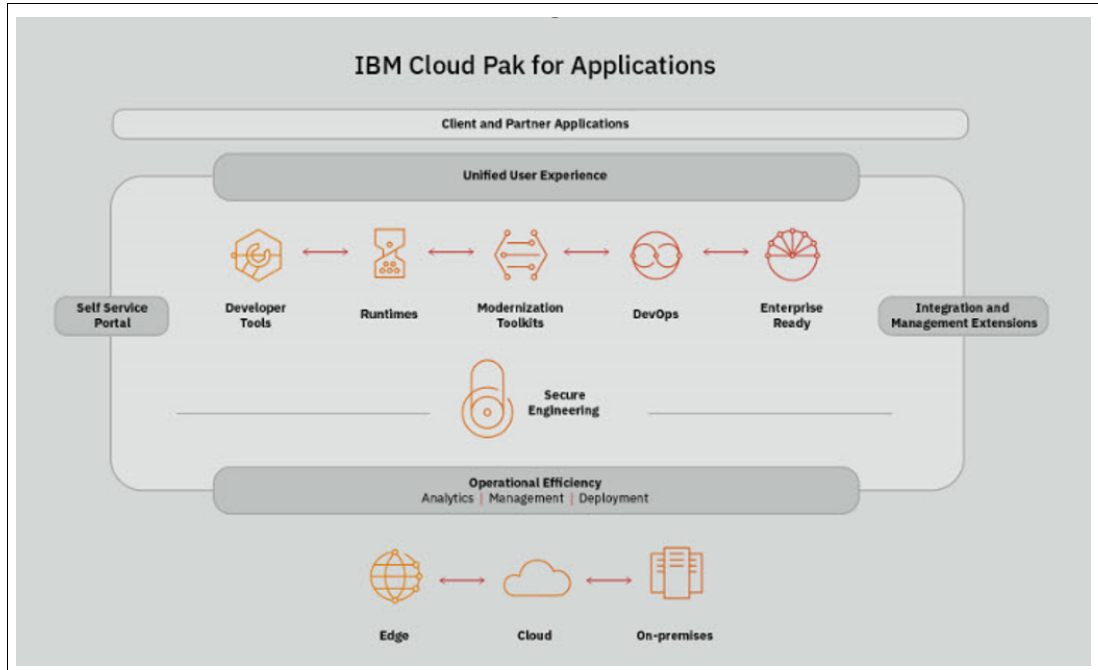 IBM Cloud Pak for Applications
Client and Partner Applications
Unified User Experience
Self Service
Portal
Developer
Tools
Runtimes
Modernization
Toolkits
DevOps
Enterprise
Ready
Integration and
Management Extensions
Secure
Engineering
Operational Efficiency
Analytics | Management | Deployment
Edge
Cloud
On-premises